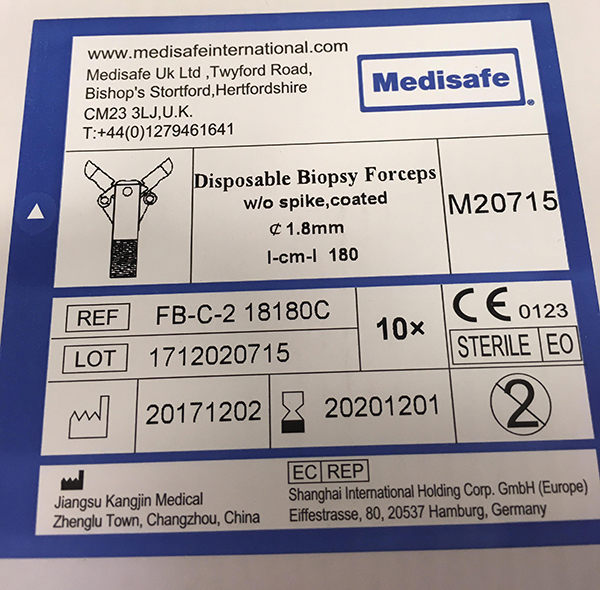 www.medisafeinternational.com
Medisafe Uk Ltd ,Twyford Road,
Bishop's Stortford,Hertfordshire
CM23 3LJ,U.K.
T:+44(0)1279461641
Medisafe®
Disposable Biopsy Forceps
w/o spike,coated
₵ 1.8mm
I-cm-I 180
M20715
REF FB-C-2 18180C
LOT 1712020715
10×
CE 0123
STERILE EO
20171202
20201201
2
Jiangsu Kangjin Medical
Zhenglu Town, Changzhou, China
EC REP
Shanghai International Holding Corp. GmbH (Europe)
Eiffestrasse, 80, 20537 Hamburg, Germany